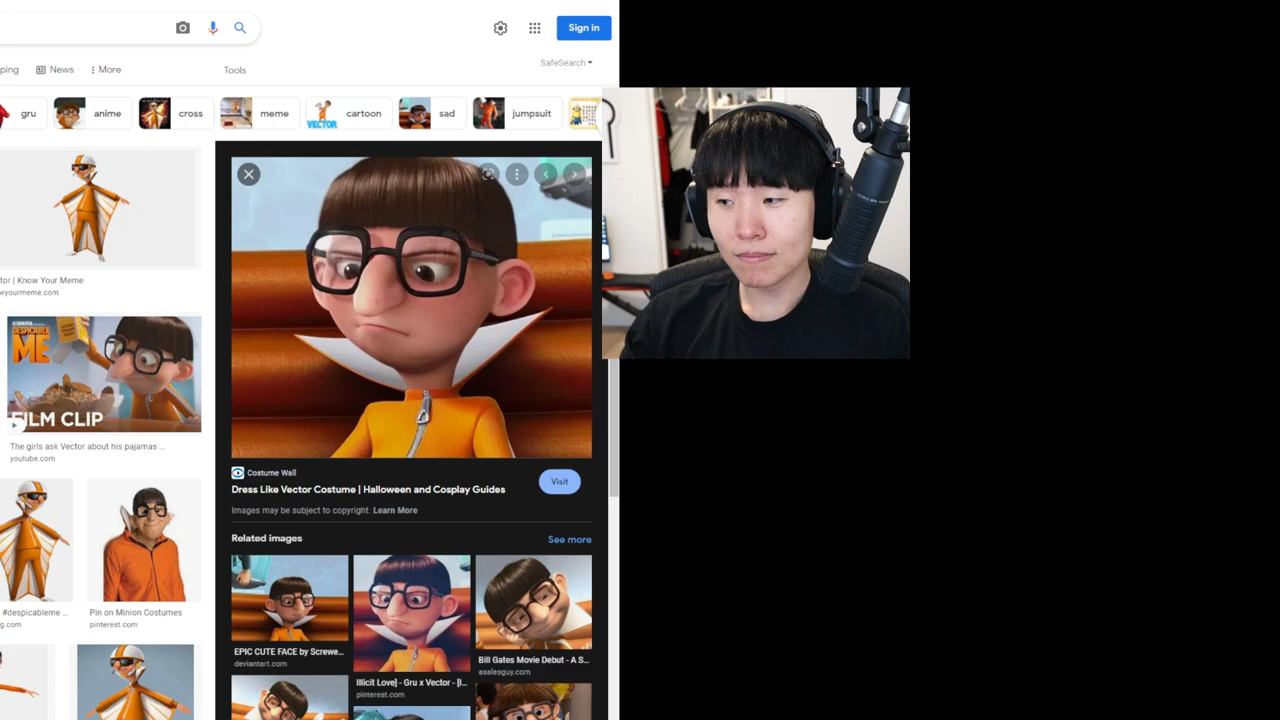 Sign in
ping
News
More
Tools
SafeSearch
gru
anime
cross
meme
VECTOR
cartoon
sad
jumpsuit
tor | Know Your Meme
wyourmeme.com
DESPICABLE
ME
FILM CLIP
The girls ask Vector about his pajamas ...
youtube.com
#despicableme ...
g.com
Pin on Minion Costumes
pinterest.com
Costume Wall
Dress Like Vector Costume | Halloween and Cosplay Guides
Visit
Images may be subject to copyright. Learn More
Related images
See more
EPIC CUTE FACE by Screwe...
deviantart.com
Illicit Love] - Gru x Vector - [I...
pinterest.com
Bill Gates Movie Debut - A S...
asalesguy.com